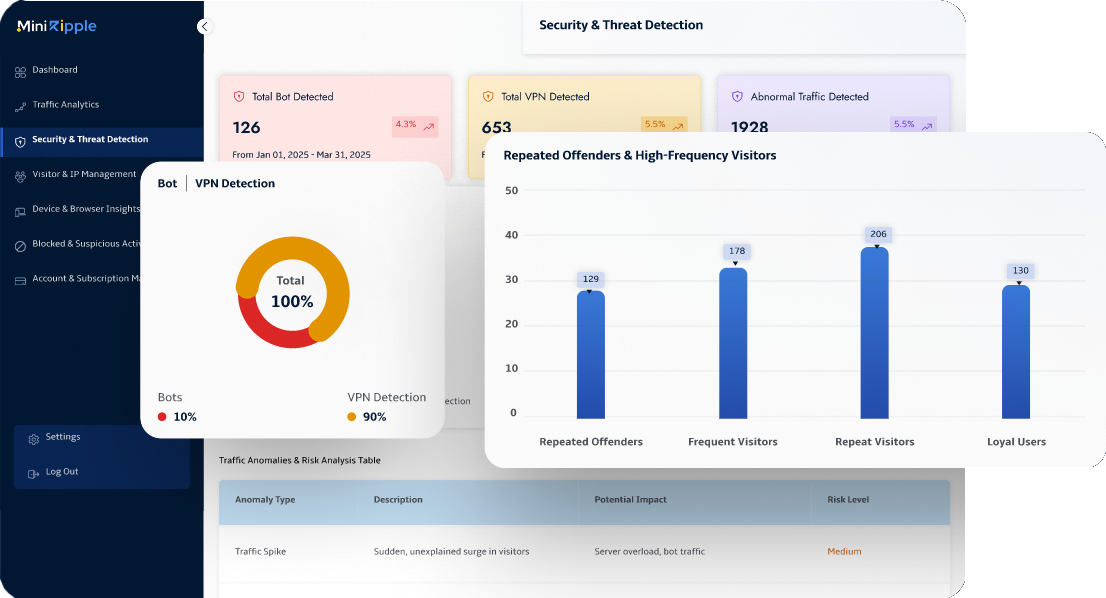 MiniRipple
Dashboard
Traffic Analytics
Security & Threat Detection
Visitor & IP Management
Device & Browser Insights
Blocked & Suspicious
Account & Subscription
Settings
Log Out
Security & Threat Detection
Total Bot Detected
126
4.3%
From Jan 01, 2025 - Mar 31, 2025
Total VPN Detected
653
5.5%
Abnormal Traffic Detected
1928
5.5%
Bot | VPN Detection
Total
100%
Bots
10%
VPN Detection
90%
Repeated Offenders & High-Frequency Visitors
50
40
30
20
10
0
129
178
206
130
Repeated Offenders Frequent Visitors Repeat Visitors Loyal Users
Traffic Anomalies & Risk Analysis Table
Anomaly Type Description Potential Impact Risk Level
Traffic Spike Sudden, unexplained surge in visitors Server overload, bot traffic Medium